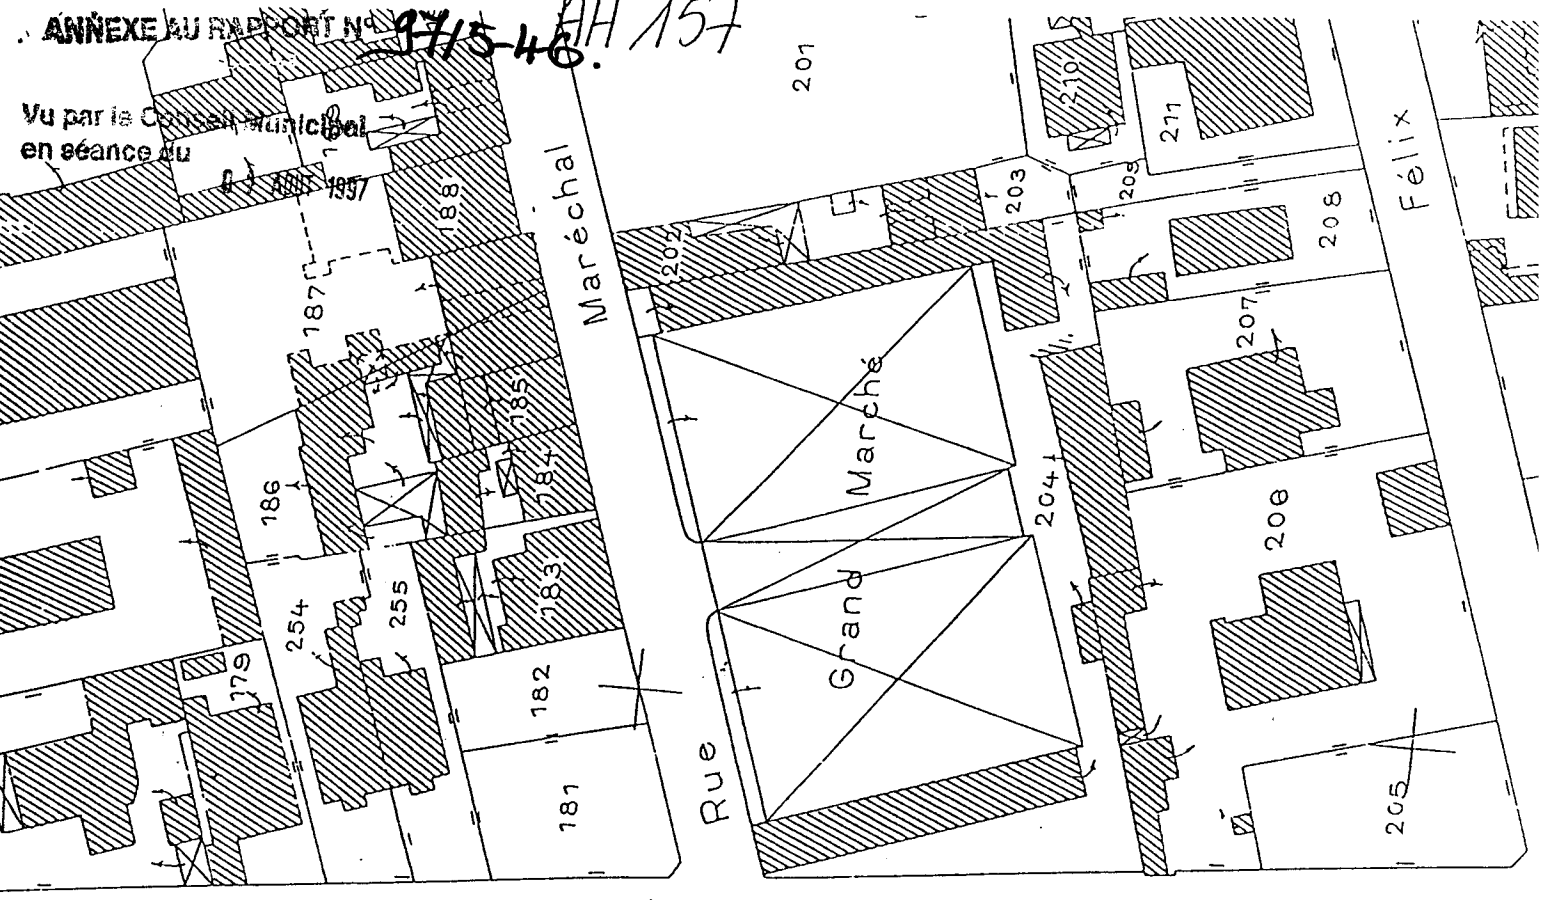 ANNEXE AU RAPPORT N° 97/5-46.
AH 157
Vu par le Conseil Municipal
en séance du
AOUT 1997
201
210
211
188
Maréchal
202
203
209
208
Félix
187
207
185
Marché
184
186
204
206
183
Grand
255
254
179
182
181
Rue
205